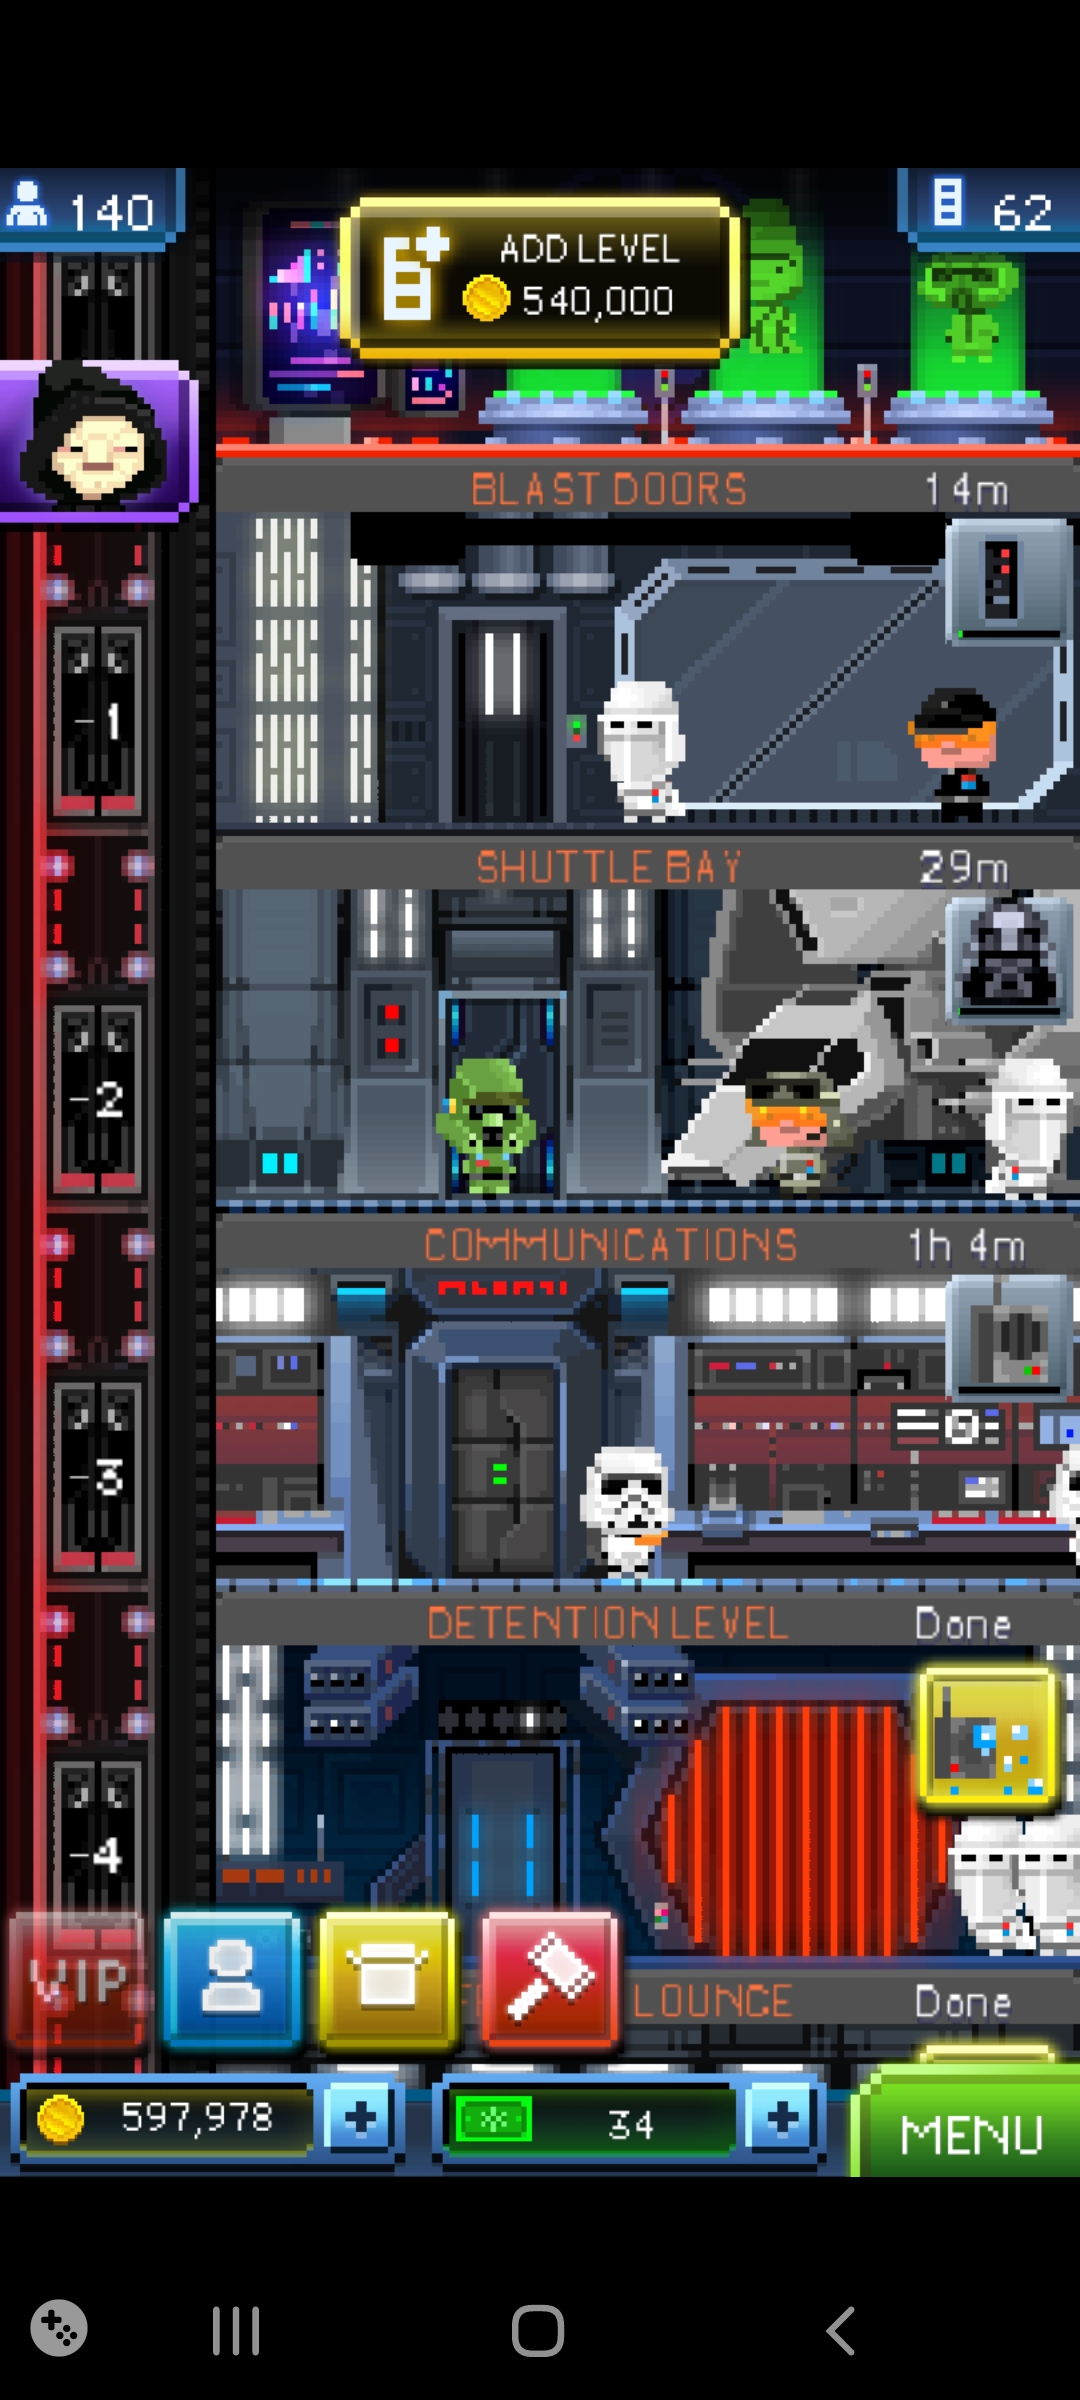 140
ADD LEVEL
540,000
62
BLAST DOORS 14m
-1
SHUTTLE BAY 29m
-2
COMMUNICATIONS 1h 4m
-3
DETENTION LEVEL Done
-4
VIP
LOUNGE Done
597,978
34
MENU